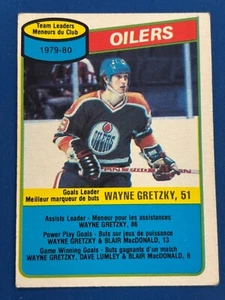 Team Leaders
Meneurs du Club
1979-80
OILERS
OILERS
Goals Leader
Meilleur marqueur de buts
WAYNE GRETZKY, 51
Assists Leader - Meneur pour les assistances
WAYNE GRETZKY, 86
Power Play Goals - Buts sur jeux de puissance
WAYNE GRETZKY & BLAIR MacDONALD, 13
Game Winning Goals - Buts gagnants d'un match
WAYNE GRETZKY, DAVE LUMLEY & BLAIR MacDONALD, 6